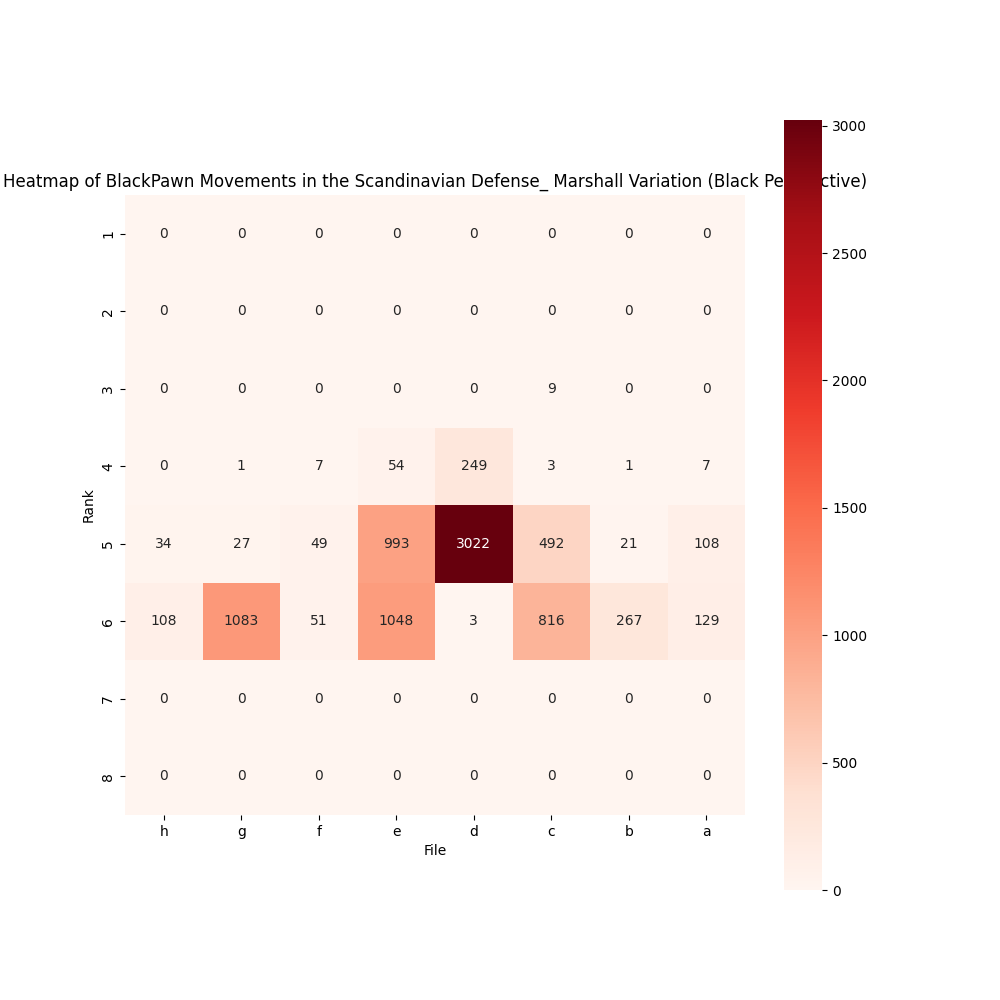 3000
Heatmap of BlackPawn Movements in the Scandinavian Defense_ Marshall Variation (Black Pe ctive)
1 0 0 0 0 0 0 0 0
2500
2 0 0 0 0 0 0 0 0
3 0 0 0 0 0 9 0 0
2000
4 0 1 7 54 249 3 1 7
Rank
1500
5 34 27 49 993 3022 492 21 108
6 108 1083 51 1048 3 816 267 129
1000
7 0 0 0 0 0 0 0 0
500
8 0 0 0 0 0 0 0 0
h g f e d c b a
File
0